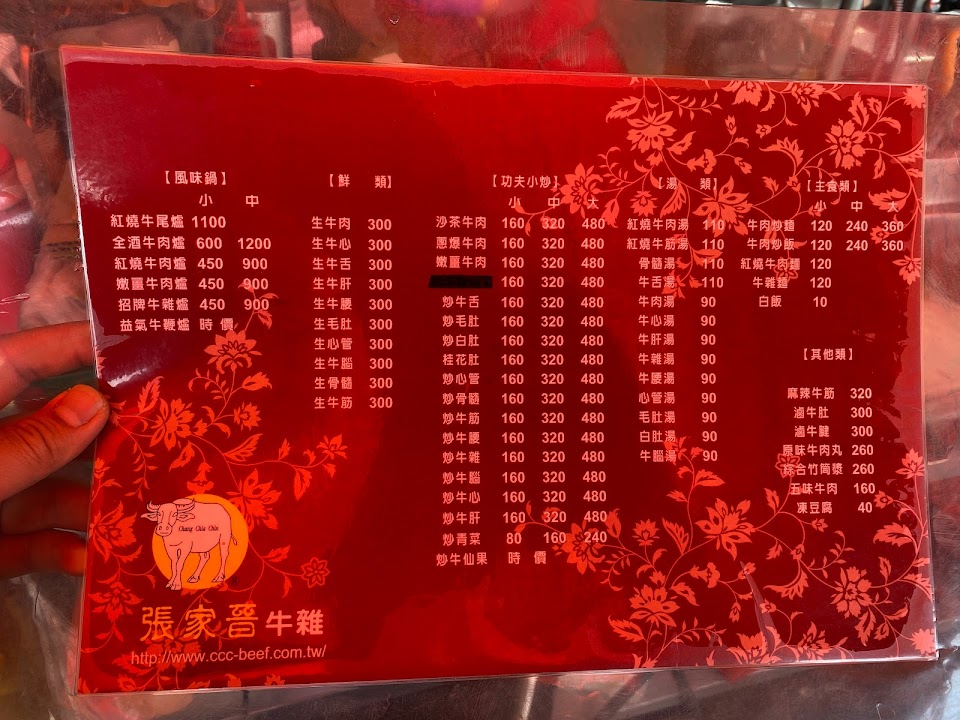 【風味鍋】
小 中
紅燒牛尾爐 1100
全酒牛肉爐 600 1200
紅燒牛肉爐 450 900
嫩薑牛肉爐 450 900
招牌牛雜爐 450 900
益氣牛鞭爐 時價
【鮮 類】
生牛肉 300
生牛心 300
生牛舌 300
生牛肝 300
生牛腰 300
生毛肚 300
生心管 300
生牛腦 300
生骨髓 300
生牛筋 300
【功夫小炒】
小 中 大
沙茶牛肉 160 320 480
蔥爆牛肉 160 320 480
嫩薑牛肉 160 320 480
160 320 480
炒牛舌 160 320 480
炒毛肚 160 320 480
炒白肚 160 320 480
桂花肚 160 320 480
炒心管 160 320 480
炒骨髓 160 320 480
炒牛筋 160 320 480
炒牛腰 160 320 480
炒牛雜 160 320 480
炒牛腦 160 320 480
炒牛心 160 320 480
炒牛肝 160 320 480
炒青菜 80 160 240
炒牛仙果 時價
【湯 類】
紅燒牛肉湯 110
紅燒牛筋湯 110
骨髓湯 110
牛舌湯 110
牛肉湯 90
牛心湯 90
牛肝湯 90
牛雜湯 90
牛腰湯 90
心管湯 90
毛肚湯 90
白肚湯 90
牛腦湯 90
【主食類】
小 中 大
牛肉炒麵 120 240 360
牛肉炒飯 120 240 360
紅燒牛肉麵 120
牛雜麵 120
白飯 10
【其他類】
麻辣牛筋 320
滷牛肚 300
滷牛腱 300
原味牛肉丸 260
綜合竹筒漿 260
五味牛肉 160
凍豆腐 40
Chang Chia Chin
張家晉牛雜
http://www.ccc-beef.com.tw/